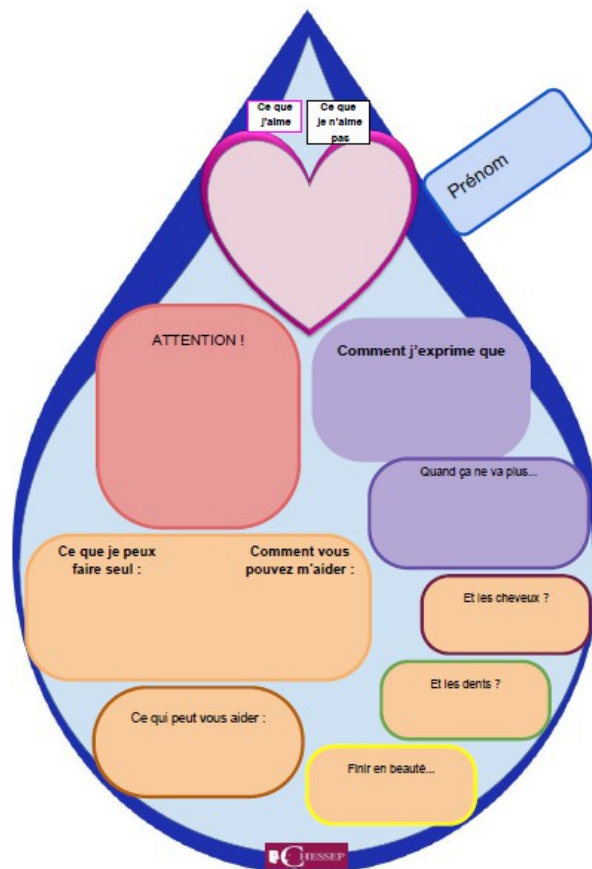 Ce que
j'aime
Ce que
je n'aime
pas
Prénom
ATTENTION !
Comment j'exprime que
Quand ça ne va plus...
Ce que je peux
faire seul :
Comment vous
pouvez m'aider :
Et les cheveux ?
Et les dents ?
Ce qui peut vous aider :
Finir en beauté...
CHESSEP